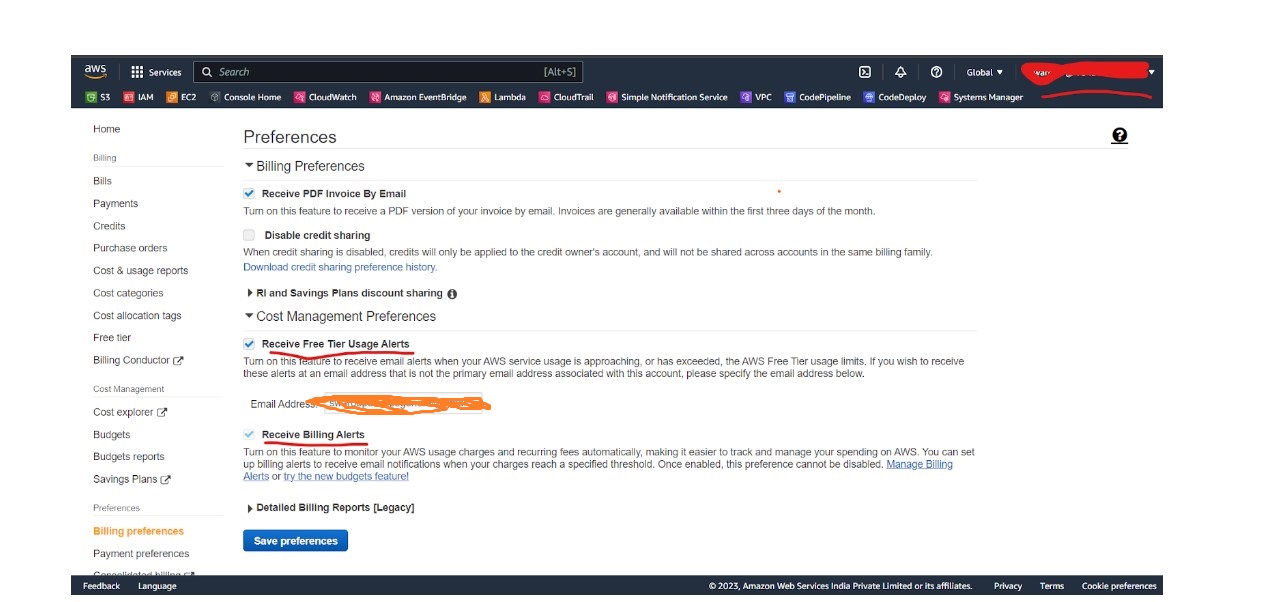 aws
Services
Search
[Alt+S]
Global
S3
IAM
EC2
Console Home
CloudWatch
Amazon EventBridge
Lambda
CloudTrail
Simple Notification Service
VPC
CodePipeline
CodeDeploy
Systems Manager
Home
Billing
Bills
Payments
Credits
Purchase orders
Cost & usage reports
Cost categories
Cost allocation tags
Free tier
Billing Conductor
Cost Management
Cost explorer
Budgets
Budgets reports
Savings Plans
Preferences
Billing preferences
Payment preferences
Consolidated billing
Preferences
Billing Preferences
Receive PDF Invoice By Email
Turn on this feature to receive a PDF version of your invoice by email. Invoices are generally available within the first three days of the month.
Disable credit sharing
When credit sharing is disabled, credits will only be applied to the credit owner's account, and will not be shared across accounts in the same billing family.
Download credit sharing preference history.
RI and Savings Plans discount sharing
Cost Management Preferences
Receive Free Tier Usage Alerts
Turn on this feature to receive email alerts when your AWS service usage is approaching, or has exceeded, the AWS Free Tier usage limits. If you wish to receive
these alerts at an email address that is not the primary email address associated with this account, please specify the email address below.
Email Address:
Receive Billing Alerts
Turn on this feature to monitor your AWS usage charges and recurring fees automatically, making it easier to track and manage your spending on AWS. You can set
up billing alerts to receive email notifications when your charges reach a specified threshold. Once enabled, this preference cannot be disabled. Manage Billing
Alerts or try the new budgets feature!
Detailed Billing Reports [Legacy]
Save preferences
Feedback
Language
© 2023, Amazon Web Services India Private Limited or its affiliates.
Privacy
Terms
Cookie preferences